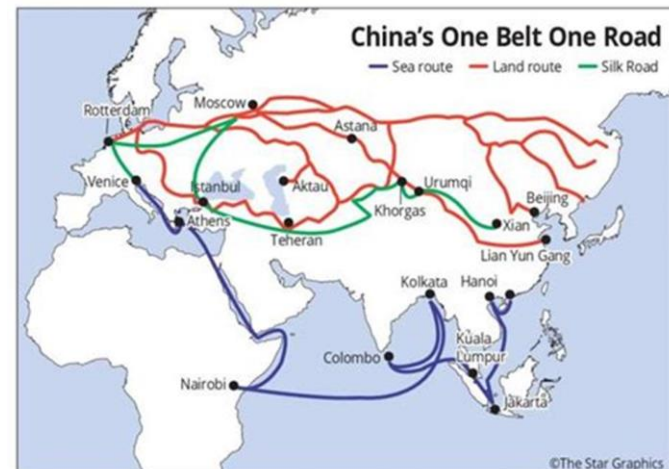 China's One Belt One Road
Sea route Land route Silk Road
Rotterdam
Moscow
Astana
Venice
Istanbul
Aktau
Khorgas
Urumqi
Beijing
Athens
Teheran
Xian
Lian Yun Gang
Kolkata
Hanoi
Colombo
Kuala
Lumpur
Nairobi
Jakarta
©The Star Graphics